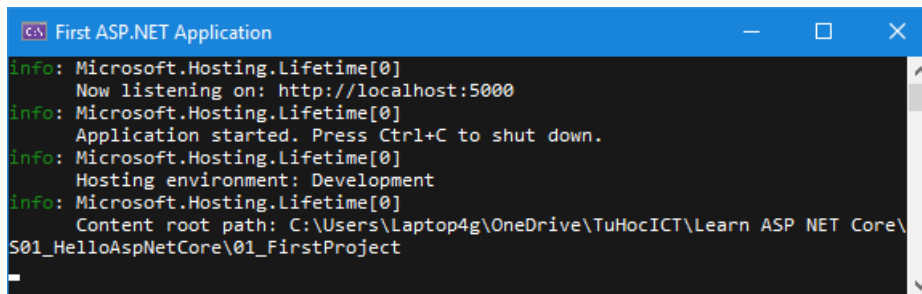 First ASP.NET Application
info: Microsoft.Hosting.Lifetime[0]
Now listening on: http://localhost:5000
info: Microsoft.Hosting.Lifetime[0]
Application started. Press Ctrl+C to shut down.
info: Microsoft.Hosting.Lifetime[0]
Hosting environment: Development
info: Microsoft.Hosting.Lifetime[0]
Content root path: C:\Users\Laptop4g\OneDrive\TuHocICT\Learn ASP NET Core\
S01_HelloAspNetCore\01_FirstProject